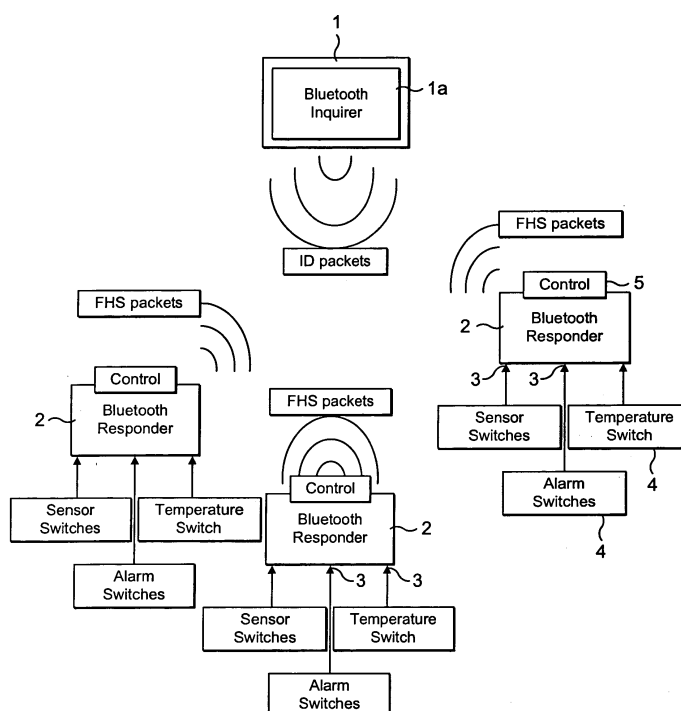 1
Bluetooth
Inquirer
1a
ID packets
FHS packets
Control
5
2
Bluetooth
Responder
3
3
Sensor
Switches
Temperature
Switch
4
Alarm
Switches
4
FHS packets
Control
2
Bluetooth
Responder
Sensor
Switches
Temperature
Switch
Alarm
Switches
FHS packets
Control
Bluetooth
Responder
2
3
3
Sensor
Switches
Temperature
Switch
Alarm
Switches